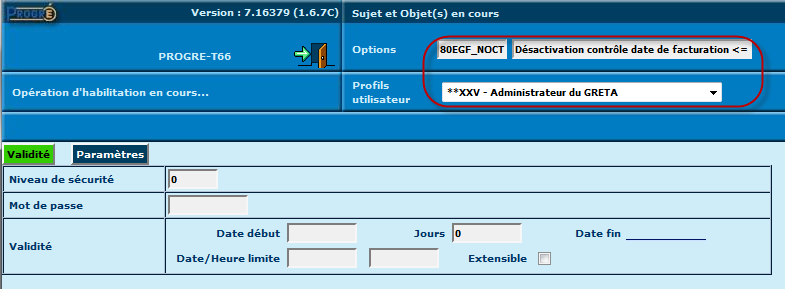 PROGRÉ
Version : 7.16379 (1.6.7C)
Sujet et Objet(s) en cours
PROGRE-T66
Options
80EGF_NOCT
Désactivation contrôle date de facturation <=
Opération d'habilitation en cours...
Profils
utilisateur
**XXV - Administrateur du GRETA
Validité
Paramètres
Niveau de sécurité
0
Mot de passe
Validité
Date début
Jours
0
Date fin
Date/Heure limite
Extensible